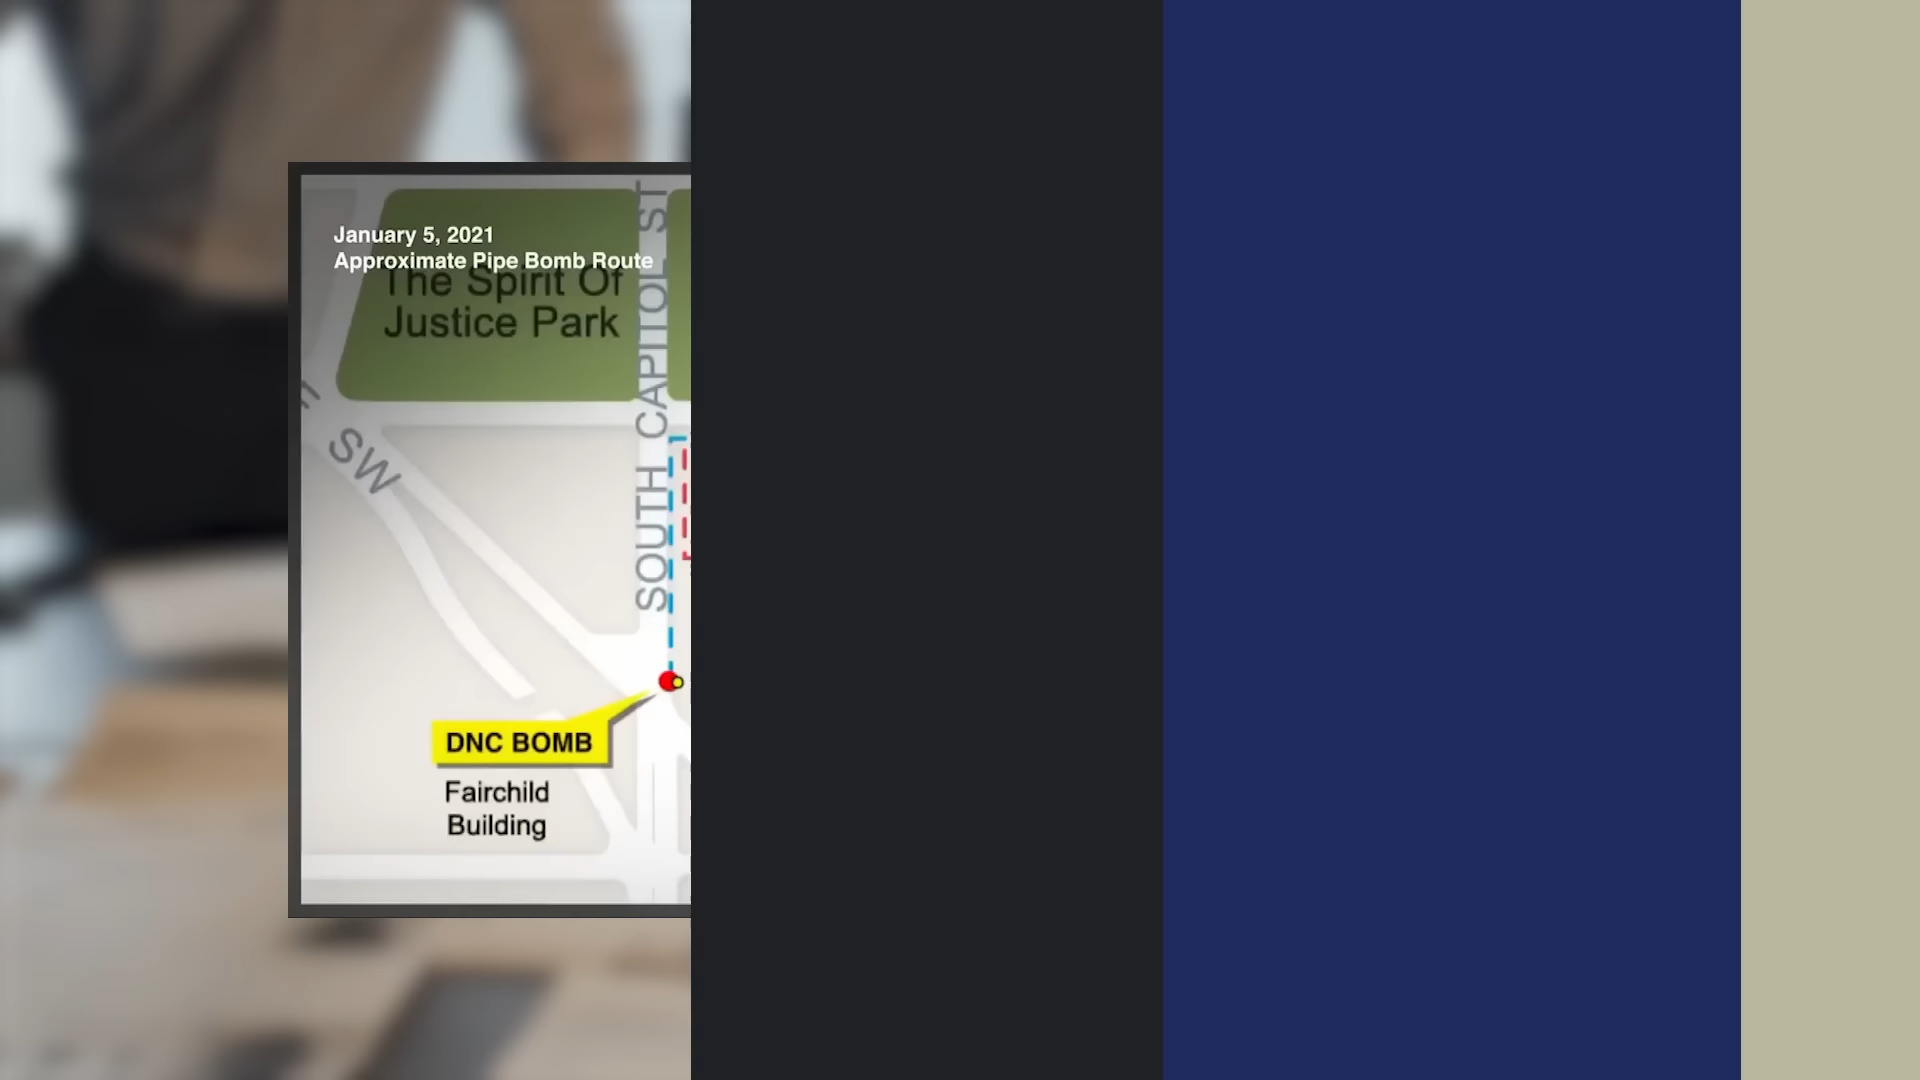 January 5, 2021
Approximate Pipe Bomb Route
The Spirit Of
Justice Park
SOUTH CAPITOL ST
SW
DNC BOMB
Fairchild
Building